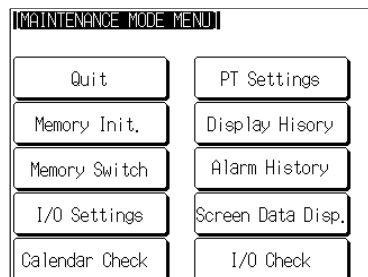 [MAINTENANCE MODE MENU]
Quit
PT Settings
Memory Init.
Display Hisory
Memory Switch
Alarm History
I/O Settings
Screen Data Disp.
Calendar Check
I/O Check